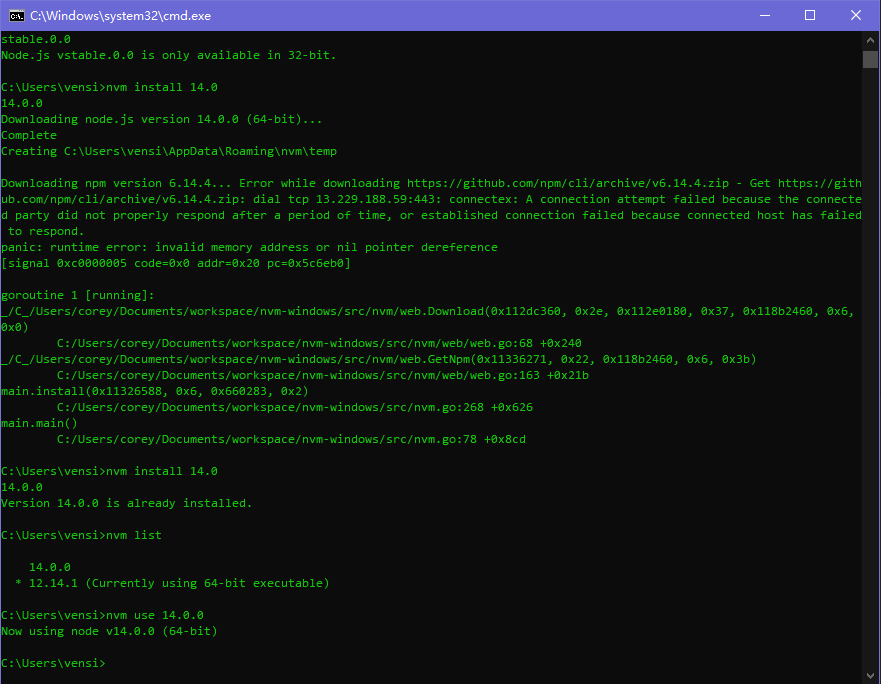 C:\Windows\system32\cmd.exe
stable.0.0
Node.js vstable.0.0 is only available in 32-bit.
C:\Users\vensi>nvm install 14.0
14.0.0
Downloading node.js version 14.0.0 (64-bit)...
Complete
Creating C:\Users\vensi\AppData\Roaming\nvm\temp
Downloading npm version 6.14.4... Error while downloading https://github.com/npm/cli/archive/v6.14.4.zip - Get https://gith
ub.com/npm/cli/archive/v6.14.4.zip: dial tcp 13.229.188.59:443: connectex: A connection attempt failed because the connecte
d party did not properly respond after a period of time, or established connection failed because connected host has failed
 to respond.
panic: runtime error: invalid memory address or nil pointer dereference
[signal 0xc0000005 code=0x0 addr=0x20 pc=0x5c6eb0]
goroutine 1 [running]:
_/C_/Users/corey/Documents/workspace/nvm-windows/src/nvm/web.Download(0x112dc360, 0x2e, 0x112e0180, 0x37, 0x118b2460, 0x6,
0x0)
        C:/Users/corey/Documents/workspace/nvm-windows/src/nvm/web/web.go:68 +0x240
_/C_/Users/corey/Documents/workspace/nvm-windows/src/nvm/web.GetNpm(0x11336271, 0x22, 0x118b2460, 0x6, 0x3b)
        C:/Users/corey/Documents/workspace/nvm-windows/src/nvm/web/web.go:163 +0x21b
main.install(0x11326588, 0x6, 0x660283, 0x2)
        C:/Users/corey/Documents/workspace/nvm-windows/src/nvm.go:268 +0x626
main.main()
        C:/Users/corey/Documents/workspace/nvm-windows/src/nvm.go:78 +0x8cd
C:\Users\vensi>nvm install 14.0
14.0.0
Version 14.0.0 is already installed.
C:\Users\vensi>nvm list
    14.0.0
  * 12.14.1 (Currently using 64-bit executable)
C:\Users\vensi>nvm use 14.0.0
Now using node v14.0.0 (64-bit)
C:\Users\vensi>